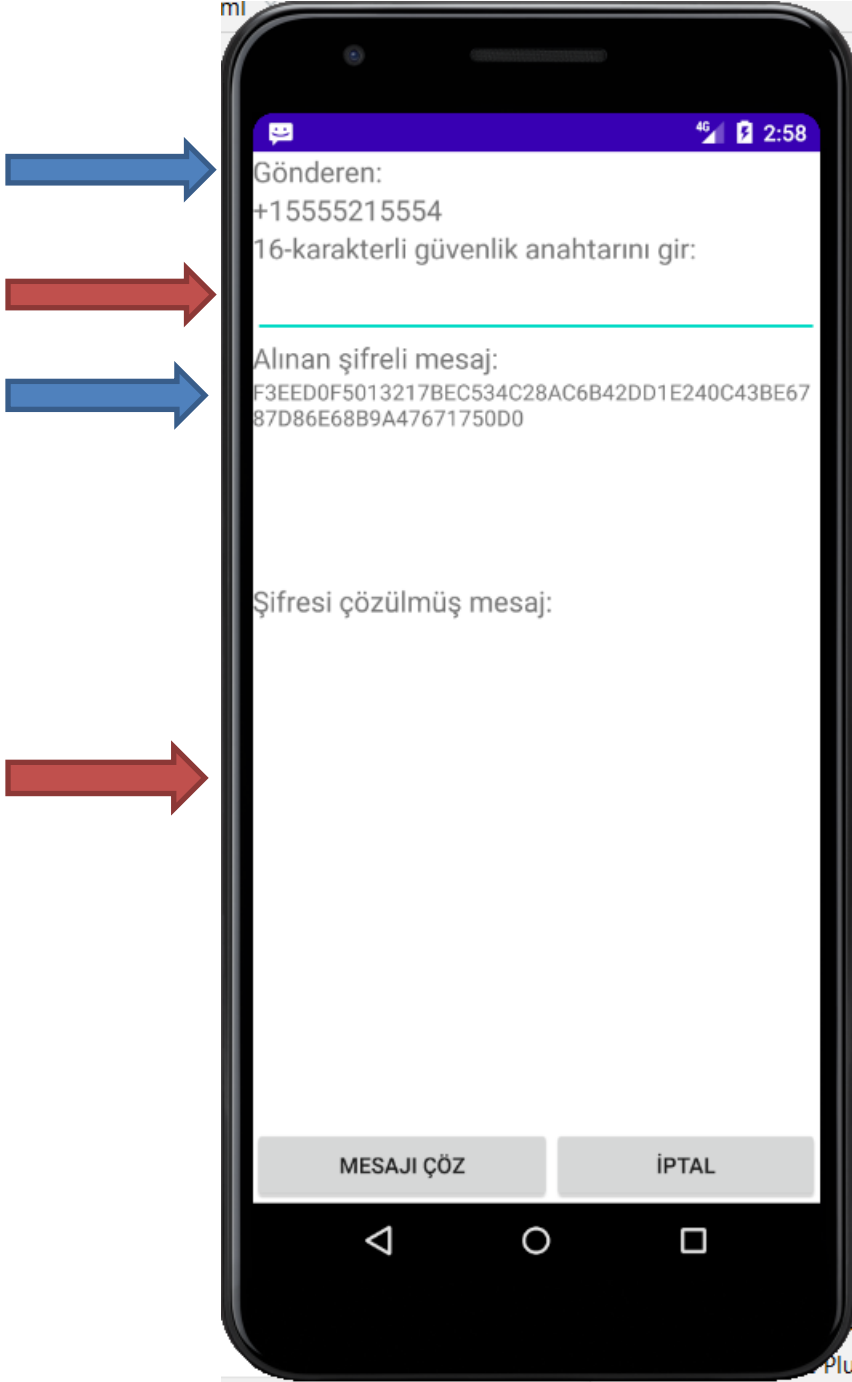 ml
4G 2:58
Gönderen:
+15555215554
16-karakterli güvenlik anahtarını gir:
Alınan şifreli mesaj:
F3EED0F5013217BEC534C28AC6B42DD1E240C43BE67
87D86E68B9A47671750D0
Şifresi çözülmüş mesaj:
MESAJI ÇÖZ İPTAL
Plu